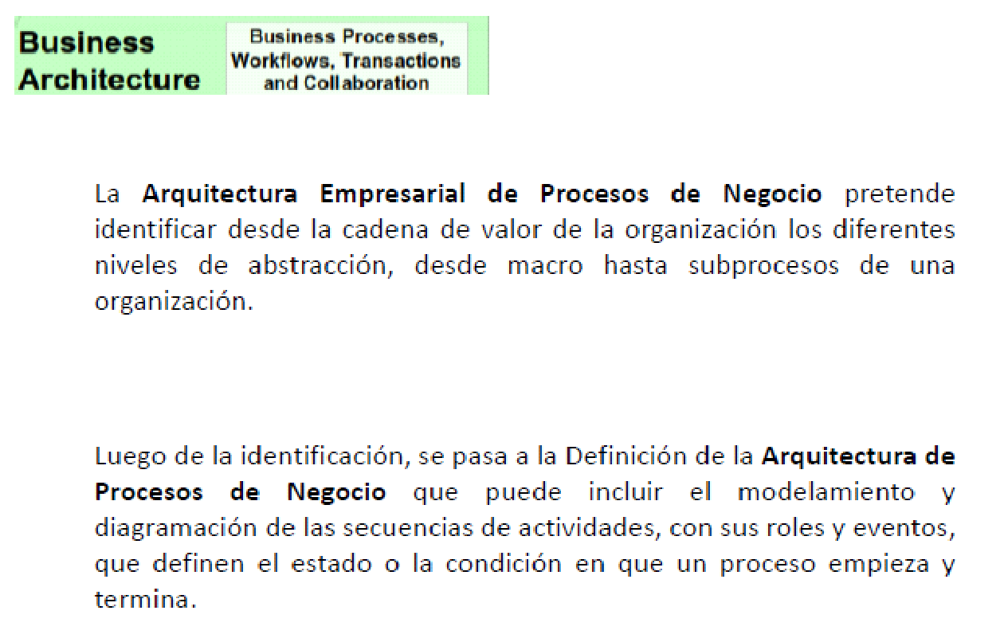 Business
Architecture
Business Processes,
Workflows, Transactions
and Collaboration
La Arquitectura Empresarial de Procesos de Negocio pretende
identificar desde la cadena de valor de la organización los diferentes
niveles de abstracción, desde macro hasta subprocesos de una
organización.
Luego de la identificación, se pasa a la Definición de la Arquitectura de
Procesos de Negocio que puede incluir el modelamiento y
diagramación de las secuencias de actividades, con sus roles y eventos,
que definen el estado o la condición en que un proceso empieza y
termina.